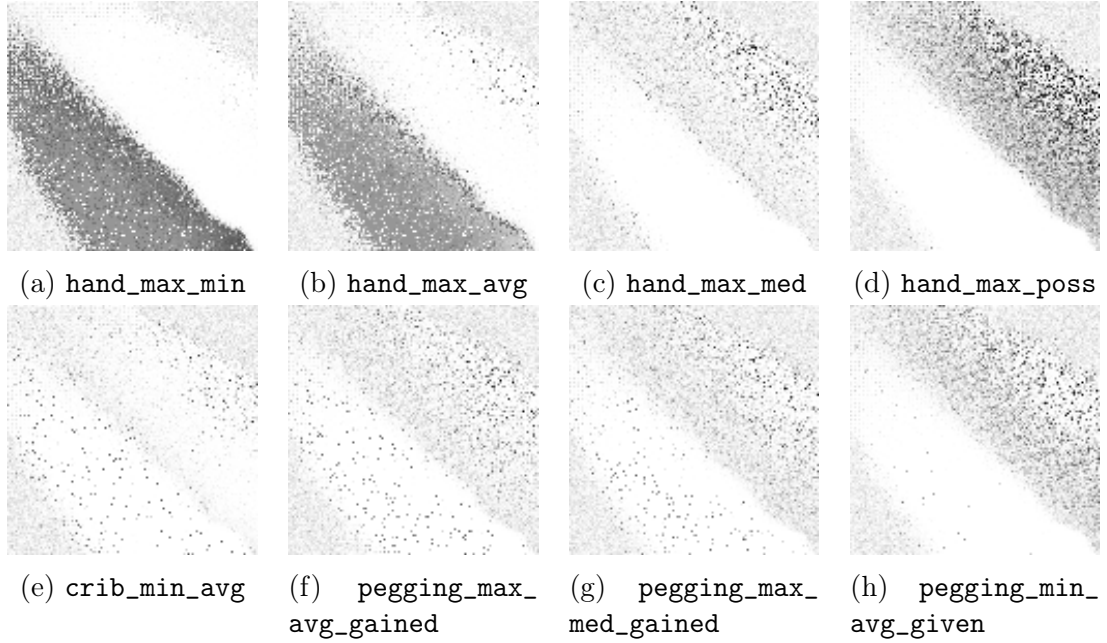 (a) hand_max_min
(b) hand_max_avg
(c) hand_max_med
(d) hand_max_poss
(e) crib_min_avg
(f) pegging_max_
avg_gained
(g) pegging_max_
med_gained
(h) pegging_min_
avg_given